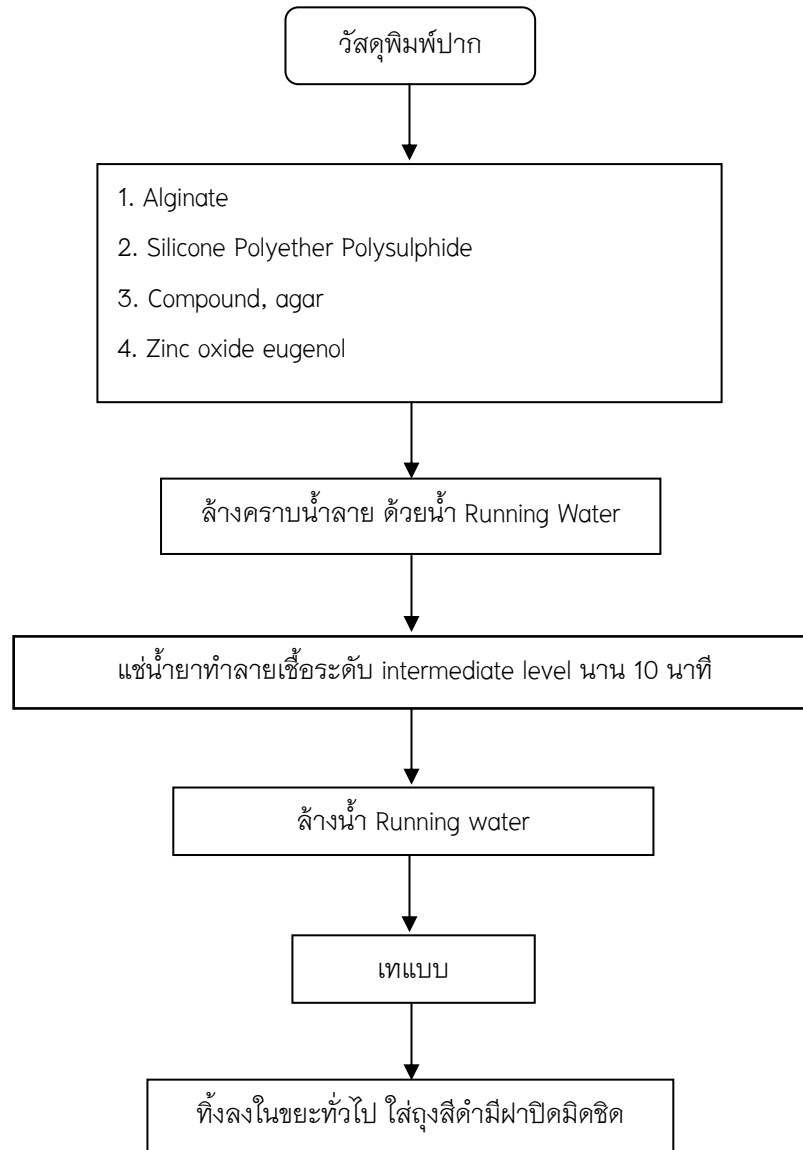 วัสดุพิมพ์ปาก
1. Alginate
2. Silicone Polyether Polysulphide
3. Compound, agar
4. Zinc oxide eugenol
ล้างคราบน้ำลาย ด้วยน้ำ Running Water
แช่น้ำยาทำลายเชื้อระดับ intermediate level นาน 10 นาที
ล้างน้ำ Running water
เทแบบ
ทิ้งลงในขยะทั่วไป ใส่ถุงสีดำมีฝาปิดมิดชิด